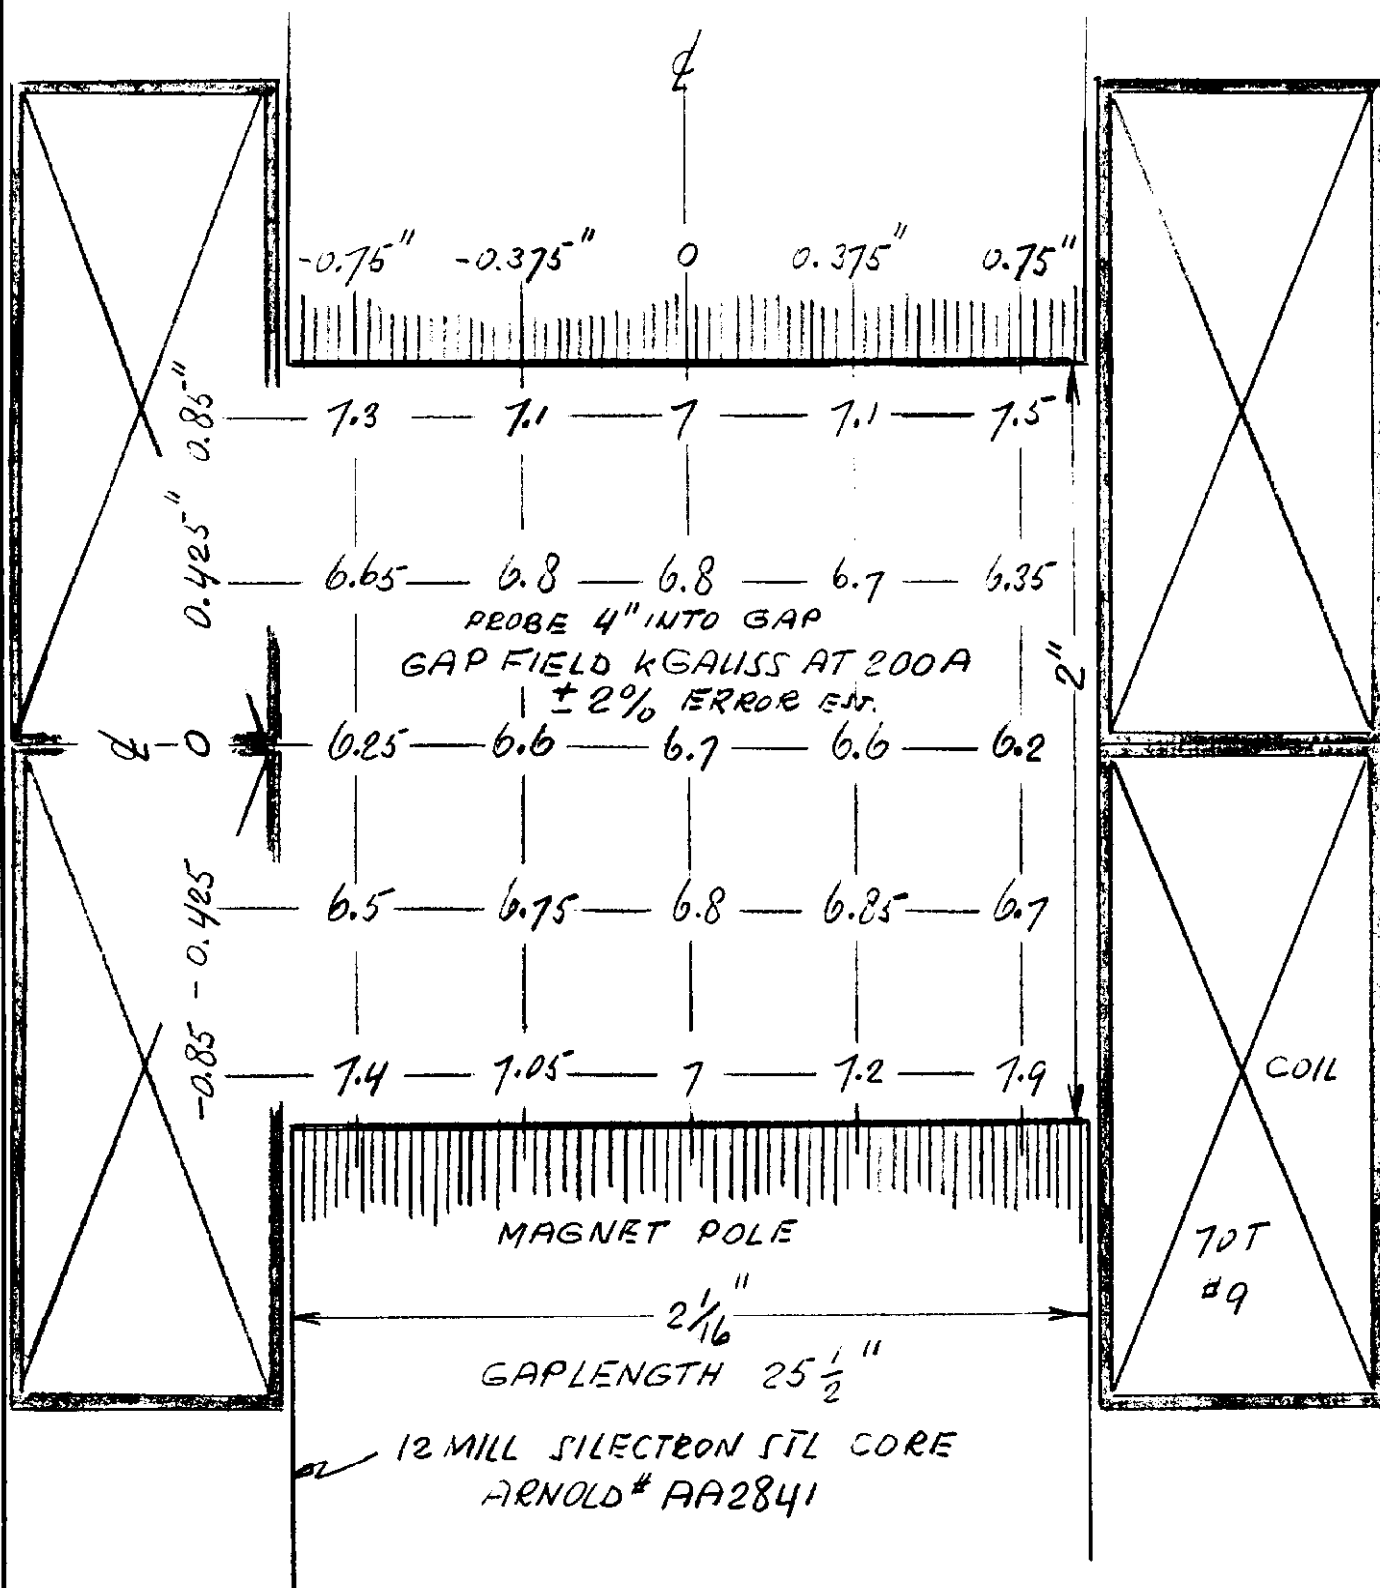 ℄
-0.75" -0.375" 0 0.375" 0.75"
0.85" 7.3 7.1 7 7.1 7.5
0.425" 6.65 6.8 6.8 6.7 6.35
PROBE 4" INTO GAP
GAP FIELD kGAUSS AT 200A
± 2% ERROR EST.
2"
℄ 0 6.25 6.6 6.7 6.6 6.2
-0.425 6.5 6.75 6.8 6.85 6.7
-0.85 7.4 7.05 7 7.2 7.9
COIL
MAGNET POLE
70T
#9
2 1/16"
GAPLENGTH 25 1/2"
12 MILL SILECTRON STL CORE
ARNOLD# AA2841